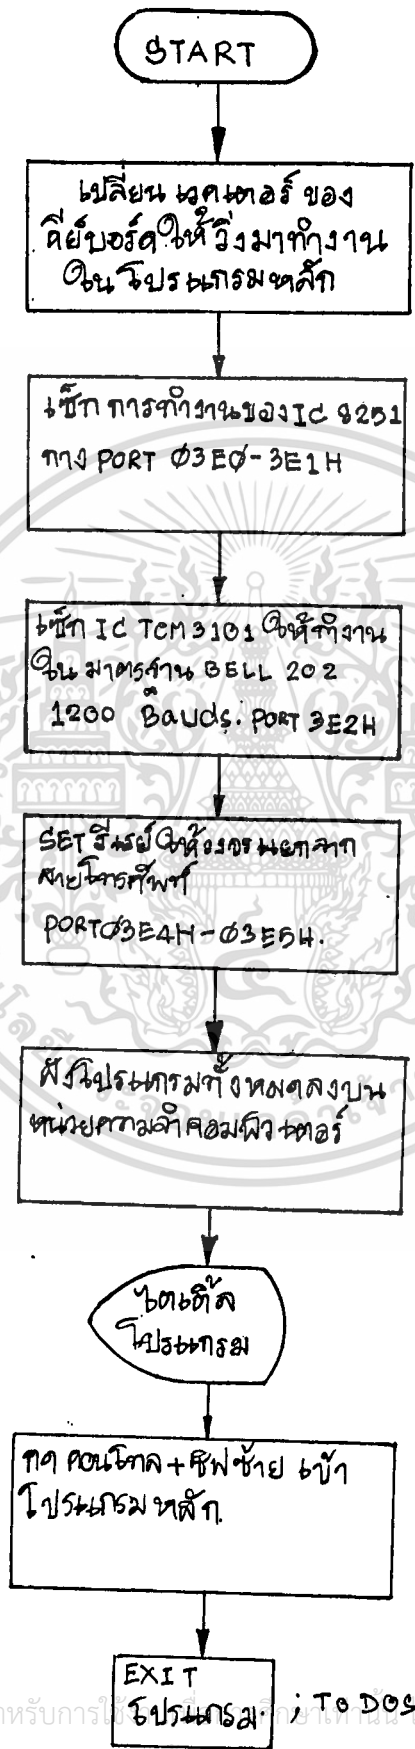 START
เปลี่ยน เวคเตอร์ ของ
คีย์บอร์ด ให้ วิ่งมาทำงาน
ใน โปรแกรมหลัก
เซ็ท การทำงานของ IC 8251
ทาง PORT Ø3EØ-3E1H
เซ็ท IC TCM3101 ให้ทำงาน
ใน มาตรฐาน BELL 202
ที่ 1200 Bauds. PORT 3E2H
SET รีเลย์ ให้วงจรแยกจาก
สายโทรศัพท์
PORT Ø3E4H-Ø3E5H.
ฝังโปรแกรมทั้งหมดลงบน
หน่วยความจำคอมพิวเตอร์
ไตเติ้ล
โปรแกรม
กด คอนโทล + ชิฟซ้าย เข้า
โปรแกรม หลัก.
EXIT
โปรแกรม. ; TO DOS